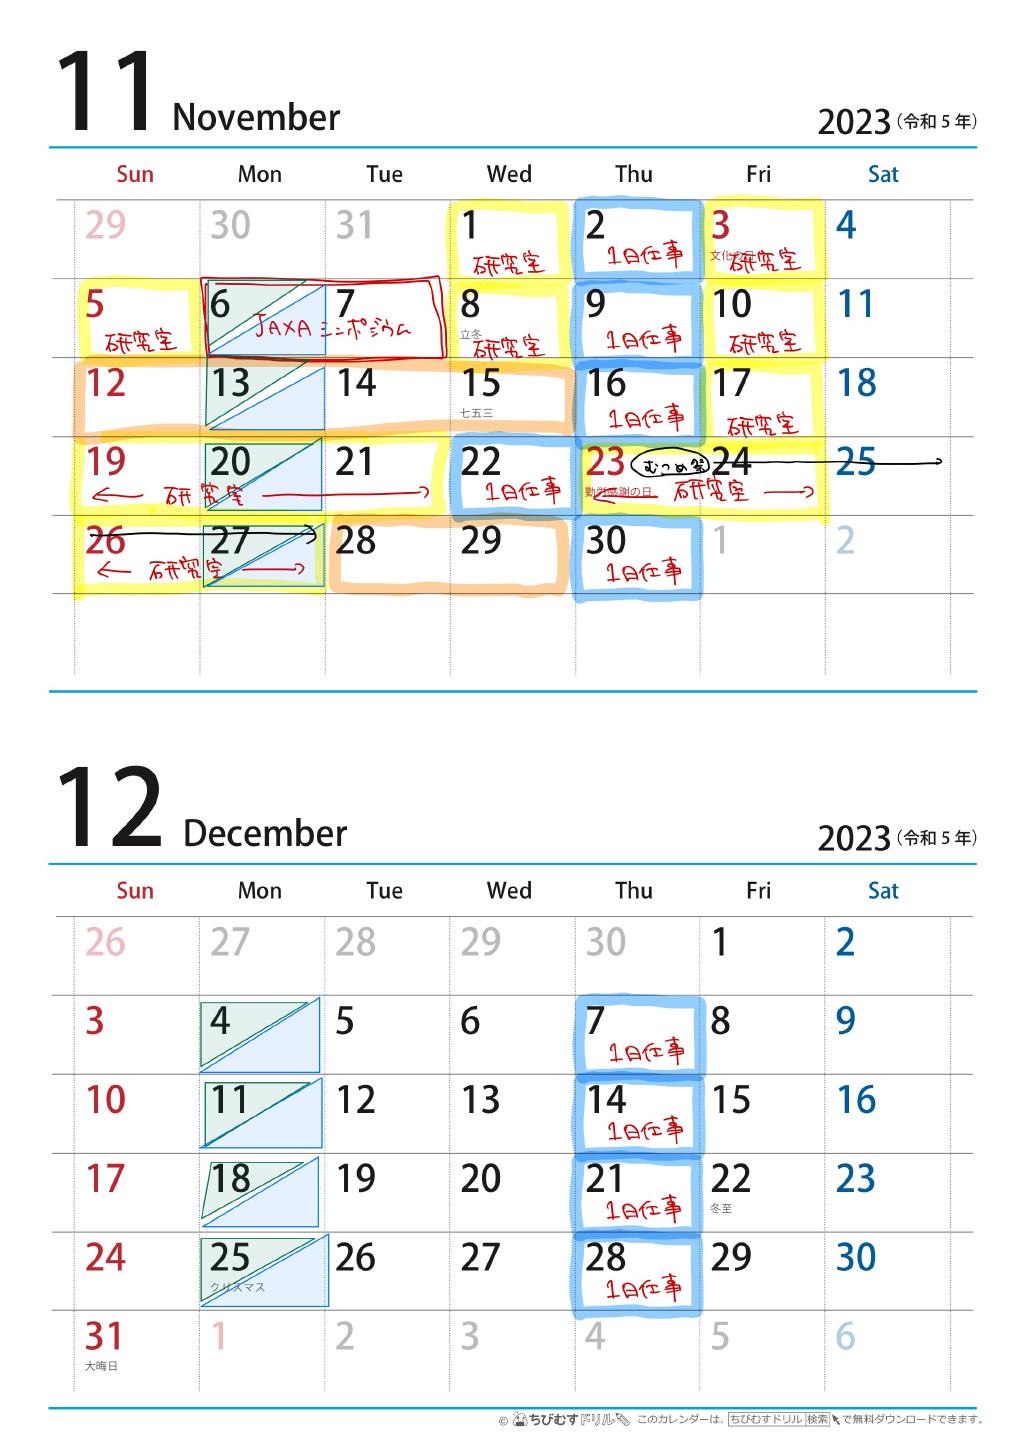 11 November 2023(令和5年)
Sun Mon Tue Wed Thu Fri Sat
29 30 31 1 2 3 4
文化の日
研究室 1日仕事 研究室
5 6 7 8 9 10 11
立冬
研究室 JAXAシンポジウム 研究室 1日仕事 研究室
12 13 14 15 16 17 18
七五三
1日仕事 研究室
19 20 21 22 23 むつめ祭 24 25
勤労感謝の日
研究室 1日仕事 研究室
26 27 28 29 30 1 2
研究室 1日仕事
12 December 2023(令和5年)
Sun Mon Tue Wed Thu Fri Sat
26 27 28 29 30 1 2
3 4 5 6 7 8 9
1日仕事
10 11 12 13 14 15 16
1日仕事
17 18 19 20 21 22 23
1日仕事 冬至
24 25 26 27 28 29 30
クリスマス 1日仕事
31 1 2 3 4 5 6
大晦日
© ちびむすドリル このカレンダーは、ちびむすドリル 検索 で無料ダウンロードできます。